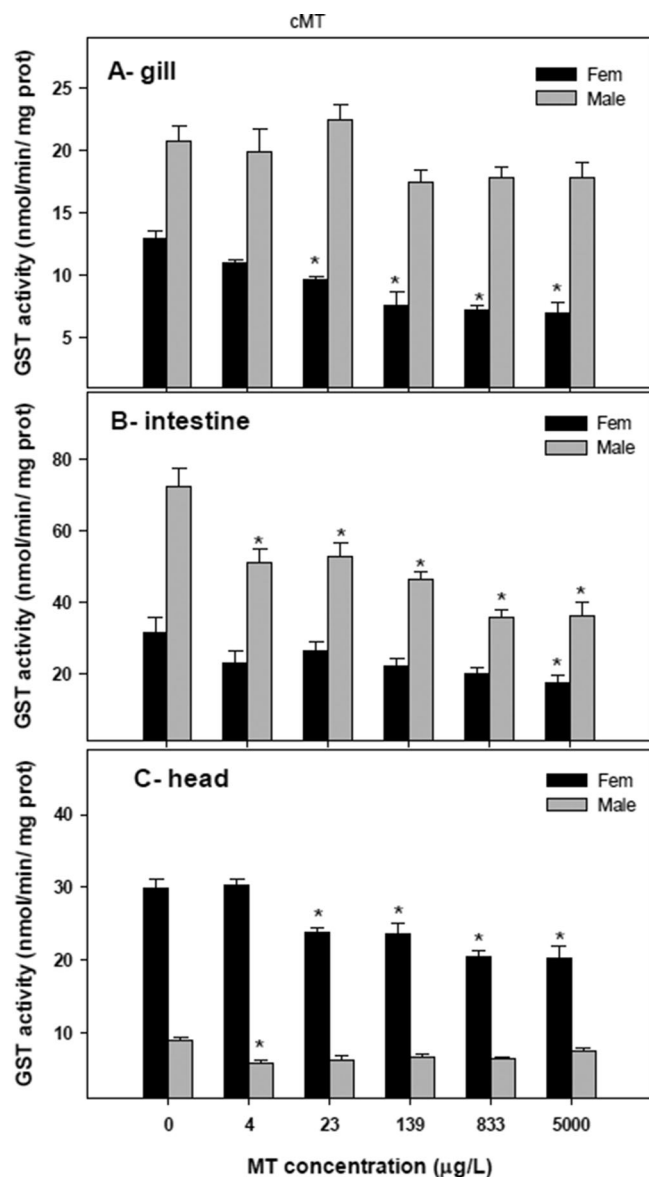 cMT
A- gill
Fem
Male
GST activity (nmol/min/ mg prot)
25
20
15
10
5
*
*
*
*
B- intestine
Fem
Male
GST activity (nmol/min/ mg prot)
80
60
40
20
*
*
*
*
*
*
C- head
Fem
Male
GST activity (nmol/min/ mg prot)
40
30
20
10
*
*
*
*
*
0 4 23 139 833 5000
MT concentration (µg/L)